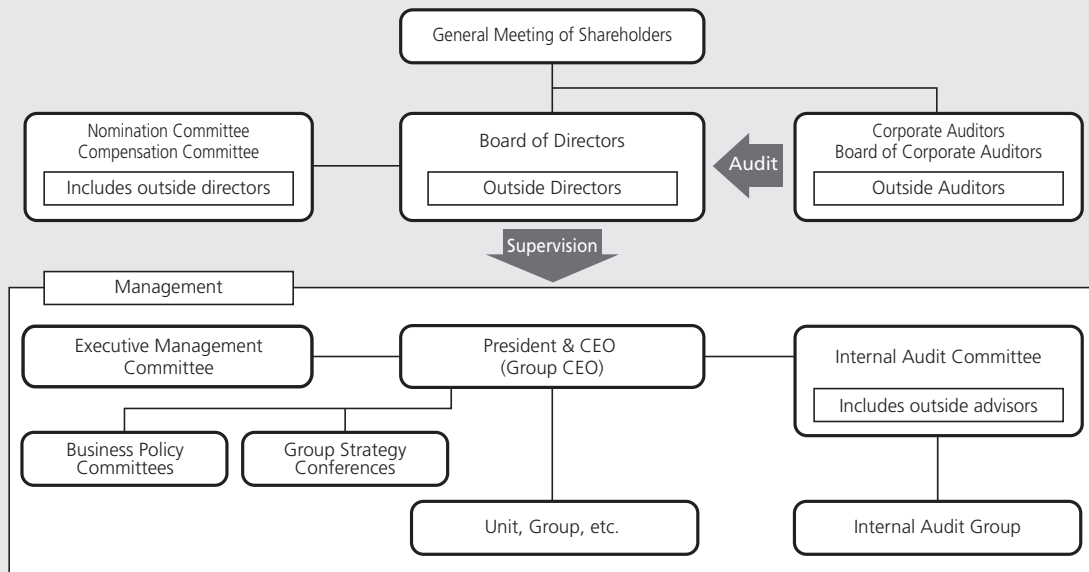 General Meeting of Shareholders
Nomination Committee
Compensation Committee
Includes outside directors
Board of Directors
Outside Directors
Audit
Corporate Auditors
Board of Corporate Auditors
Outside Auditors
Supervision
Management
Executive Management
Committee
President & CEO
(Group CEO)
Internal Audit Committee
Includes outside advisors
Business Policy
Committees
Group Strategy
Conferences
Unit, Group, etc.
Internal Audit Group